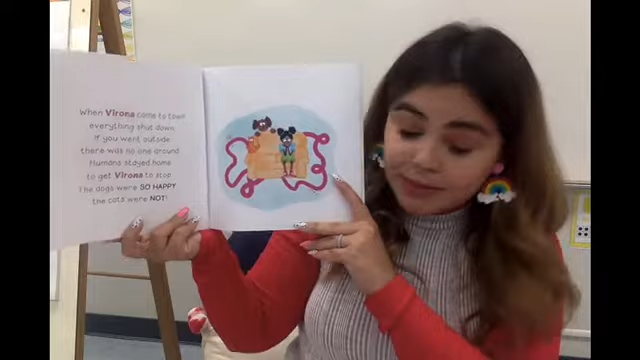 When Virona came to town
everything shut down
if you went outside
there was no one around
Humans stayed home
to get Virona to stop
The dogs were SO HAPPY
the cats were NOT!